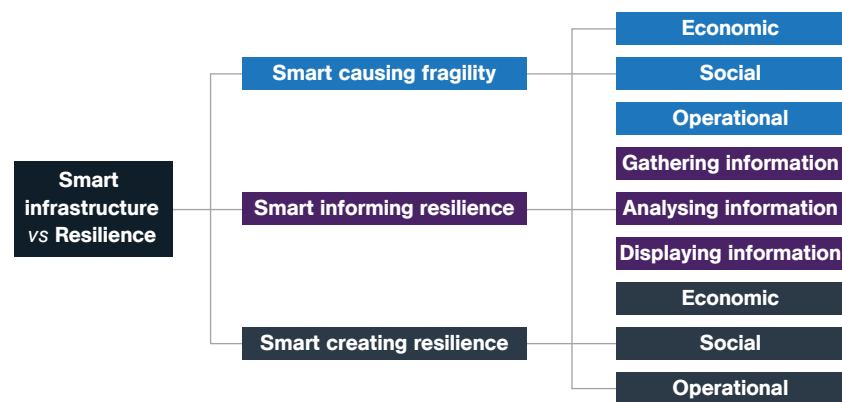 Smart
infrastructure
vs Resilience
Smart causing fragility
Economic
Social
Operational
Smart informing resilience
Gathering information
Analysing information
Displaying information
Smart creating resilience
Economic
Social
Operational